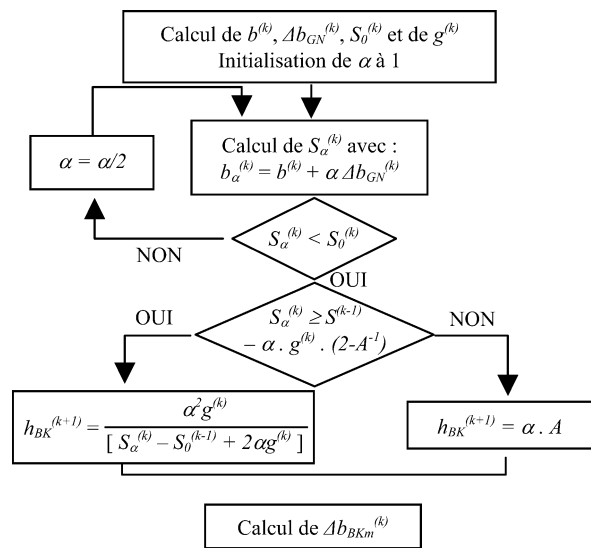 Calcul de b^(k), Δb_GN^(k), S_0^(k) et de g^(k)
Initialisation de α à 1
Calcul de S_α^(k) avec :
b_α^(k) = b^(k) + α Δb_GN^(k)
α = α/2
S_α^(k) < S_0^(k)
NON
OUI
S_α^(k) ≥ S^(k-1)
– α . g^(k) . (2-A^-1)
OUI
NON
h_BK^(k+1) = α^2 g^(k)
[ S_α^(k) – S_0^(k-1) + 2αg^(k) ]
h_BK^(k+1) = α . A
Calcul de Δb_BKm^(k)